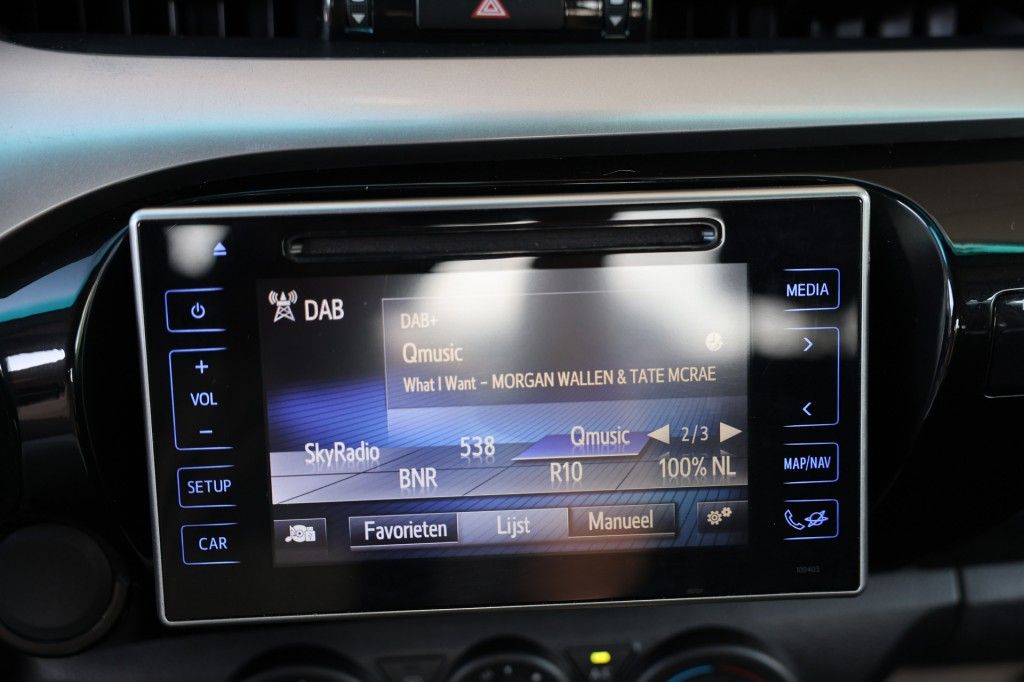 DAB
DAB+
Qmusic
What I Want - MORGAN WALLEN & TATE MCRAE
SkyRadio
538
Qmusic
2/3
BNR
R10
100% NL
Favorieten
Lijst
Manueel
+
VOL
-
SETUP
CAR
MEDIA
>
<
MAP/NAV
100403